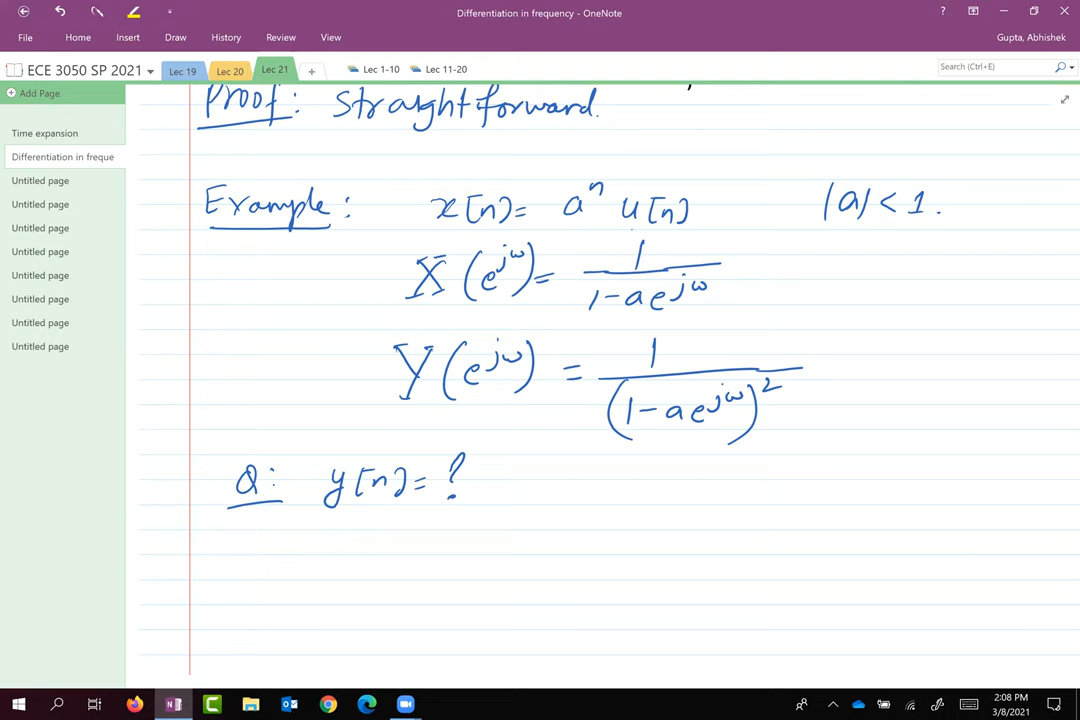 Differentiation in frequency - OneNote
File Home Insert Draw History Review View
Gupta, Abhishek
ECE 3050 SP 2021
Lec 19
Lec 20
Lec 21
Lec 1-10
Lec 11-20
Search (Ctrl+E)
Add Page
Time expansion
Differentiation in freque
Untitled page
Untitled page
Untitled page
Untitled page
Untitled page
Untitled page
Untitled page
Untitled page
Proof: Straightforward.
Example: x[n]= a^n u[n] |a| < 1.
X(e^{jω}) = 1/(1-ae^{jω})
Y(e^{jω}) = 1/(1-ae^{jω})^2
Q: y[n]= ?
2:08 PM
3/8/2021